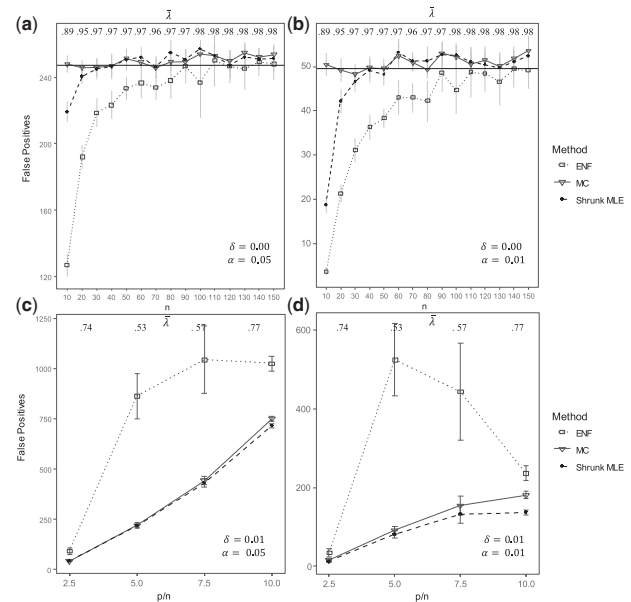 (a)
λ̄
.89 .95 .97 .97 .97 .97 .96 .97 .97 .98 .98 .98 .98 .98 .98
False Positives
240
200
160
120
10 20 30 40 50 60 70 80 90 100 110 120 130 140 150
n
δ = 0.00
α = 0.05
(b)
λ̄
.89 .95 .96 .97 .97 .97 .96 .97 .97 .98 .98 .98 .98 .98 .98
50
40
30
20
10
10 20 30 40 50 60 70 80 90 100 110 120 130 140 150
n
δ = 0.00
α = 0.01
Method
ENF
MC
Shrunk MLE
(c)
λ̄
.74 .53 .57 .77
False Positives
1250
1000
750
500
250
0
2.5 5.0 7.5 10.0
p/n
δ = 0.01
α = 0.05
(d)
λ̄
.74 .53 .57 .77
600
400
200
0
2.5 5.0 7.5 10.0
p/n
δ = 0.01
α = 0.01
Method
ENF
MC
Shrunk MLE